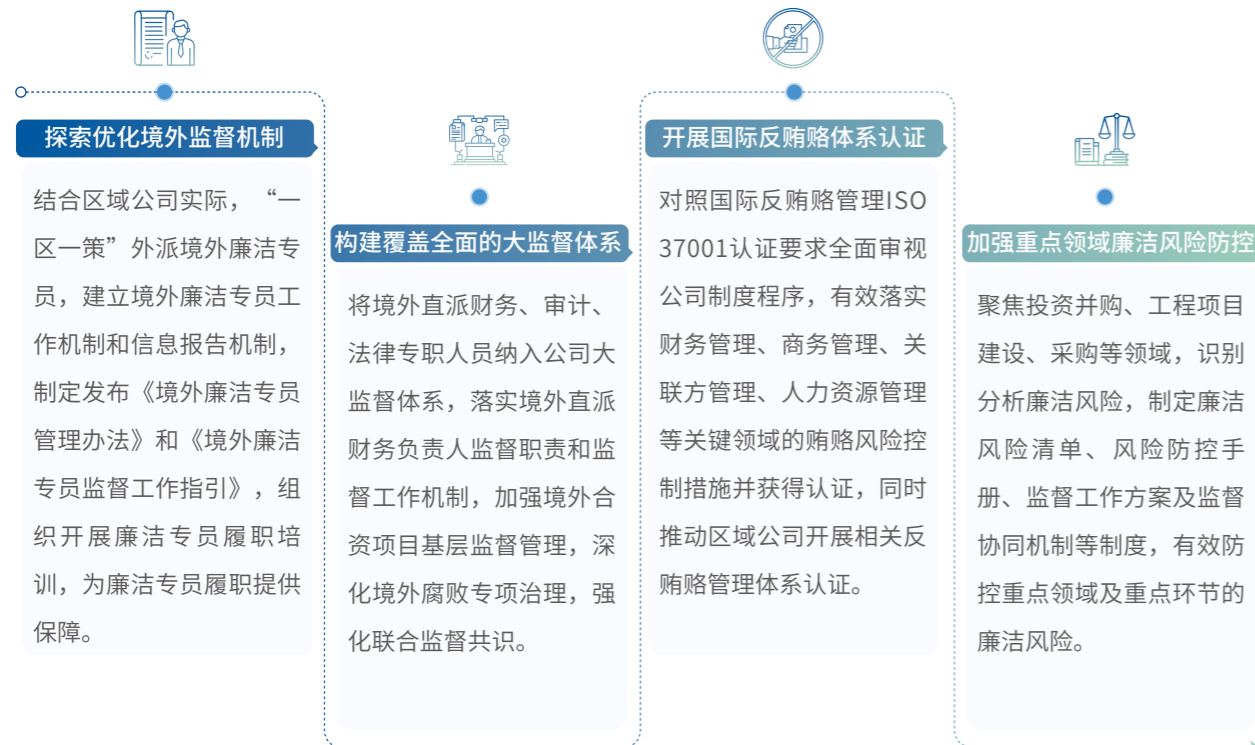 探索优化境外监督机制
结合区域公司实际，“一
区一策”外派境外廉洁专
员，建立境外廉洁专员工
作机制和信息报告机制，
制定发布《境外廉洁专员
管理办法》和《境外廉洁
专员监督工作指引》，组
织开展廉洁专员履职培
训，为廉洁专员履职提供
保障。
构建覆盖全面的大监督体系
将境外直派财务、审计、
法律专职人员纳入公司大
监督体系，落实境外直派
财务负责人监督职责和监
督工作机制，加强境外合
资项目基层监督管理，深
化境外腐败专项治理，强
化联合监督共识。
开展国际反贿赂体系认证
对照国际反贿赂管理ISO
37001认证要求全面审视
公司制度程序，有效落实
财务管理、商务管理、关
联方管理、人力资源管理
等关键领域的贿赂风险控
制措施并获得认证，同时
推动区域公司开展相关反
贿赂管理体系认证。
加强重点领域廉洁风险防控
聚焦投资并购、工程项目
建设、采购等领域，识别
分析廉洁风险，制定廉洁
风险清单、风险防控手
册、监督工作方案及监督
协同机制等制度，有效防
控重点领域及重点环节的
廉洁风险。